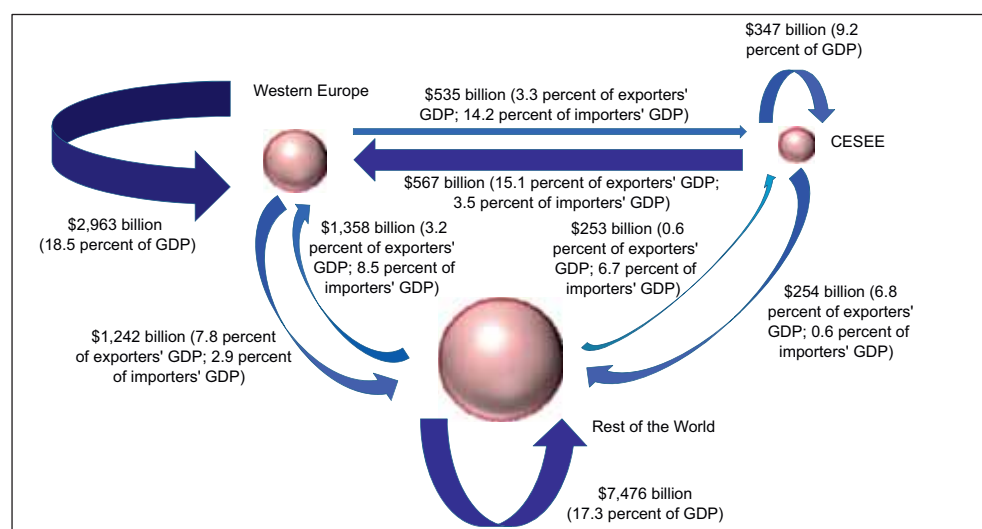 $347 billion (9.2
percent of GDP)
Western Europe
$535 billion (3.3 percent of exporters'
GDP; 14.2 percent of importers' GDP)
CESEE
$567 billion (15.1 percent of exporters' GDP;
3.5 percent of importers' GDP)
$2,963 billion
(18.5 percent of GDP)
$1,358 billion (3.2
percent of exporters'
GDP; 8.5 percent of
importers' GDP)
$253 billion (0.6
percent of exporters'
GDP; 6.7 percent of
importers' GDP)
$254 billion (6.8
percent of exporters'
GDP; 0.6 percent of
importers' GDP)
$1,242 billion (7.8 percent
of exporters' GDP; 2.9 percent
of importers' GDP)
Rest of the World
$7,476 billion
(17.3 percent of GDP)